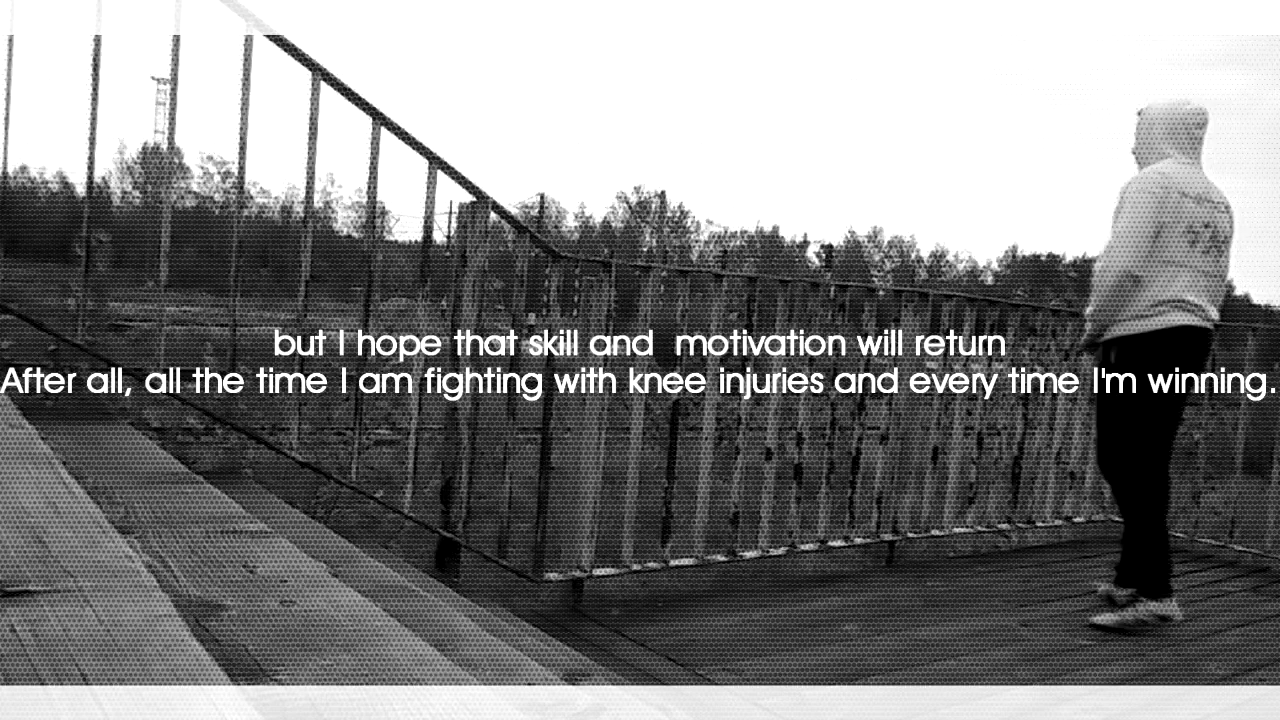 but I hope that skill and  motivation will return
After all, all the time I am fighting with knee injuries and every time I'm winning.